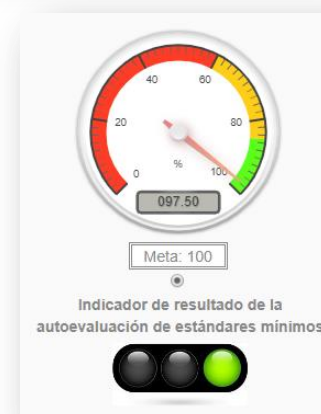 40 60
20 80
0 % 100
097.50
Meta: 100
Indicador de resultado de la
autoevaluación de estándares mínimos